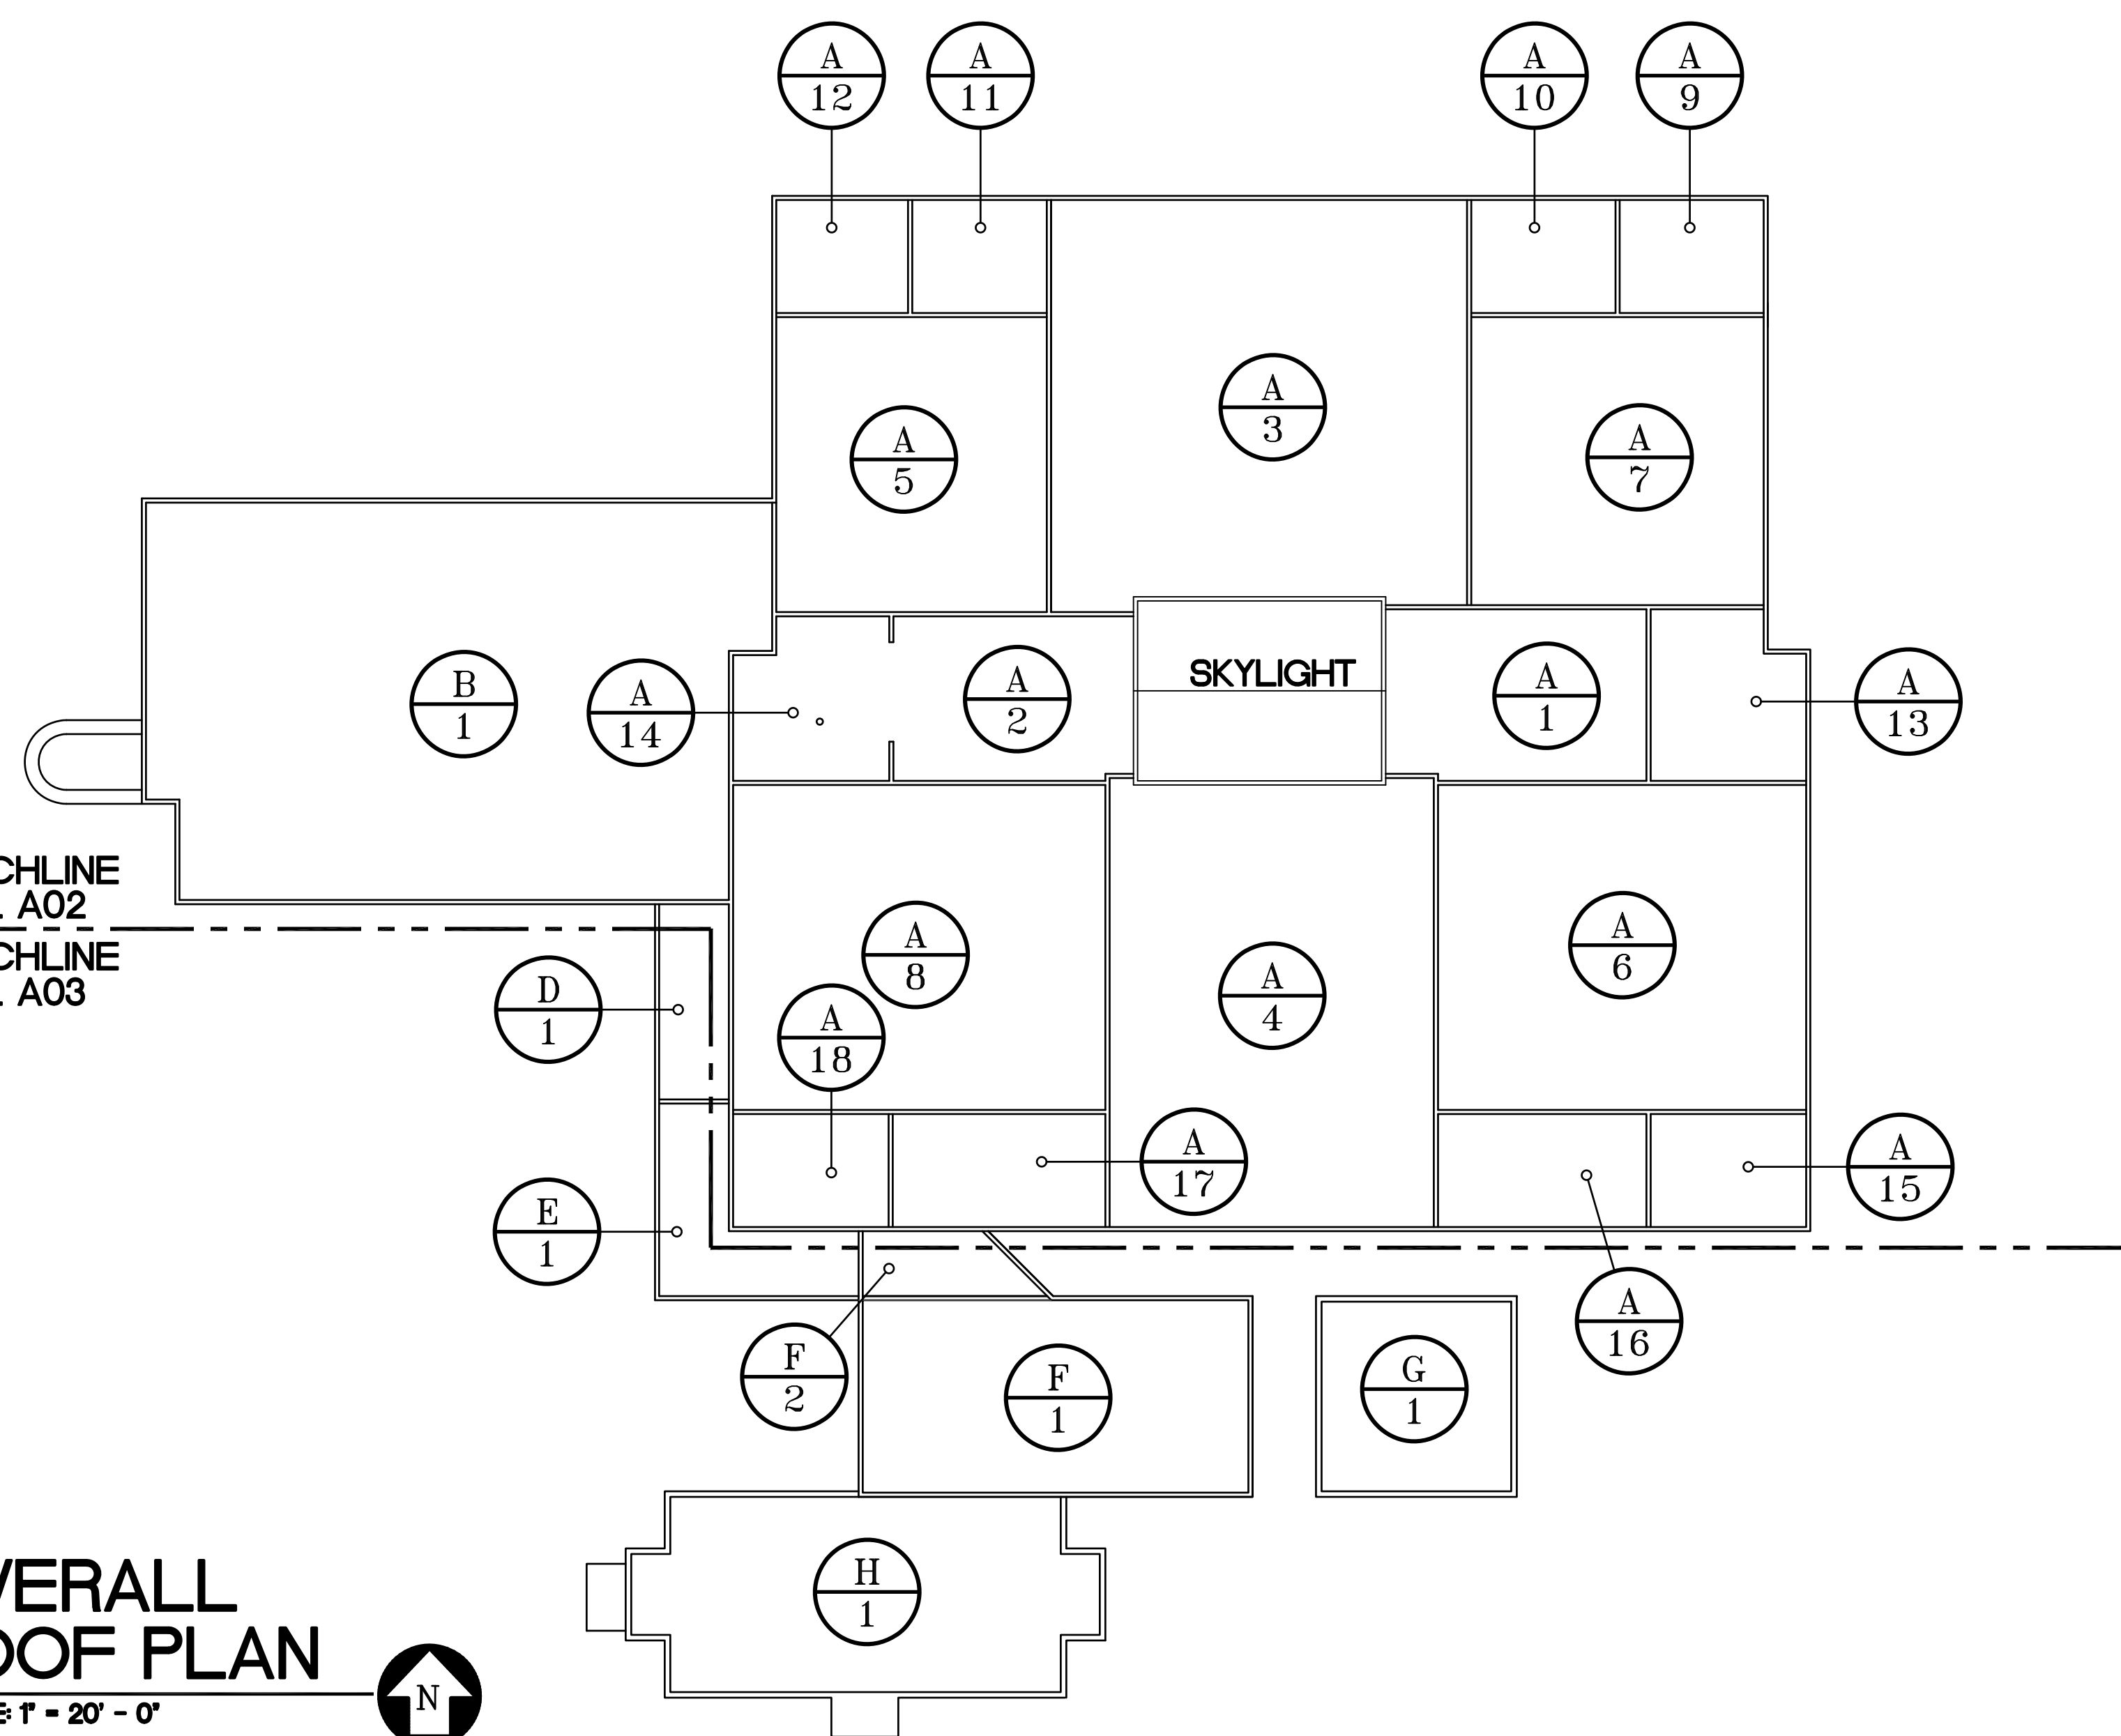 A
12
A
11
A
10
A
9
A
3
A
5
A
7
SKYLIGHT
B
1
A
14
A
2
A
1
A
13
CHLINE
A02
CHLINE
A03
A
8
A
6
D
1
A
4
A
18
A
17
A
15
E
1
A
16
F
2
F
1
G
1
H
1
VERALL
OOF PLAN
N
E: 1" = 20' - 0"